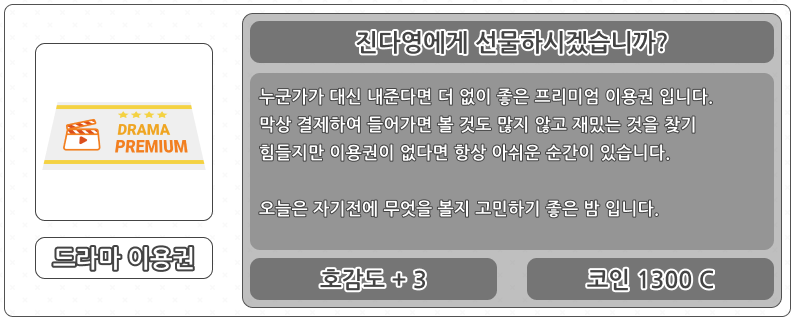 진다영에게 선물하시겠습니까?
누군가가 대신 내준다면 더 없이 좋은 프리미엄 이용권 입니다.
막상 결제하여 들어가면 볼 것도 많지 않고 재밌는 것을 찾기
힘들지만 이용권이 없다면 항상 아쉬운 순간이 있습니다.
오늘은 자기전에 무엇을 볼지 고민하기 좋은 밤 입니다.
DRAMA
PREMIUM
드라마 이용권
호감도 + 3
코인 1300 C